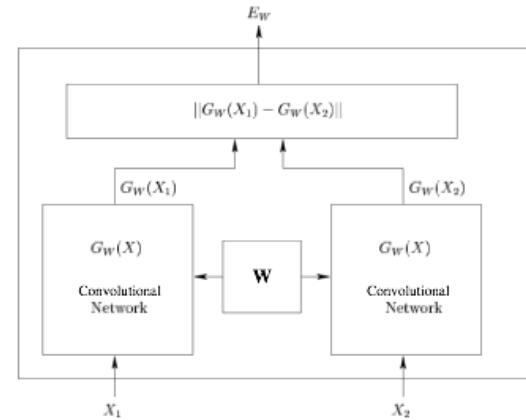 E_W
||G_W(X_1) − G_W(X_2)||
G_W(X_1)
G_W(X_2)
G_W(X)
Convolutional
Network
W
G_W(X)
Convolutional
Network
X_1
X_2